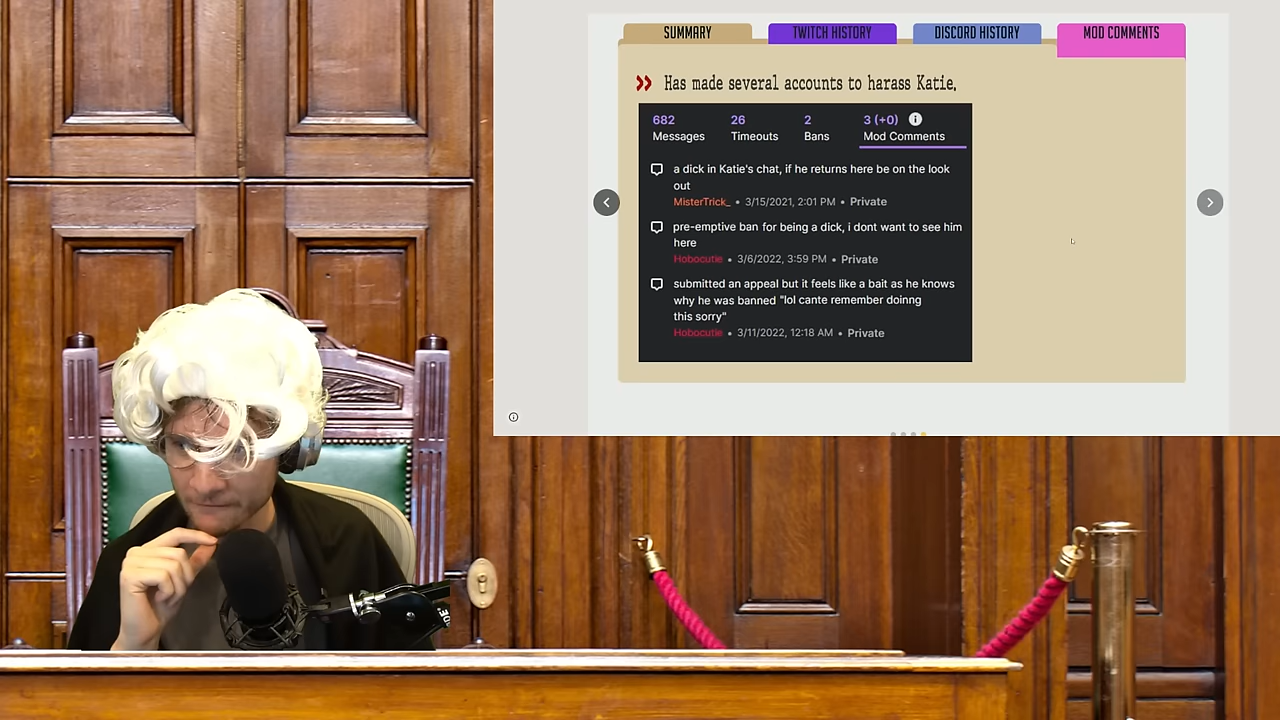 SUMMARY
TWITCH HISTORY
DISCORD HISTORY
MOD COMMENTS
Has made several accounts to harass Katie.
682
26
2
3 (+0)
Messages
Timeouts
Bans
Mod Comments
a dick in Katie's chat, if he returns here be on the look
out
MisterTrick_ • 3/15/2021, 2:01 PM • Private
pre-emptive ban for being a dick, i dont want to see him
here
Hobocutie • 3/6/2022, 3:59 PM • Private
submitted an appeal but it feels like a bait as he knows
why he was banned "lol cante remember doinng
this sorry"
Hobocutie • 3/11/2022, 12:18 AM • Private